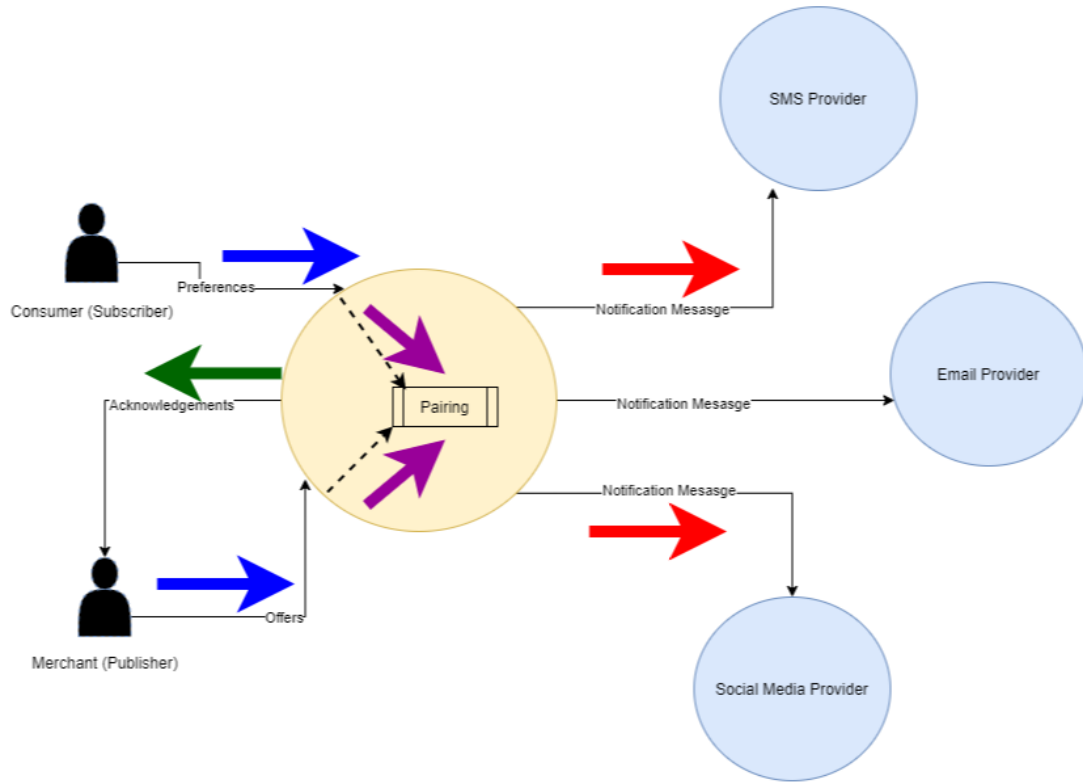 SMS Provider
Preferences
Consumer (Subscriber)
Notification Mesasge
Email Provider
Acknowledgements
Pairing
Notification Mesasge
Notification Mesasge
Offers
Merchant (Publisher)
Social Media Provider